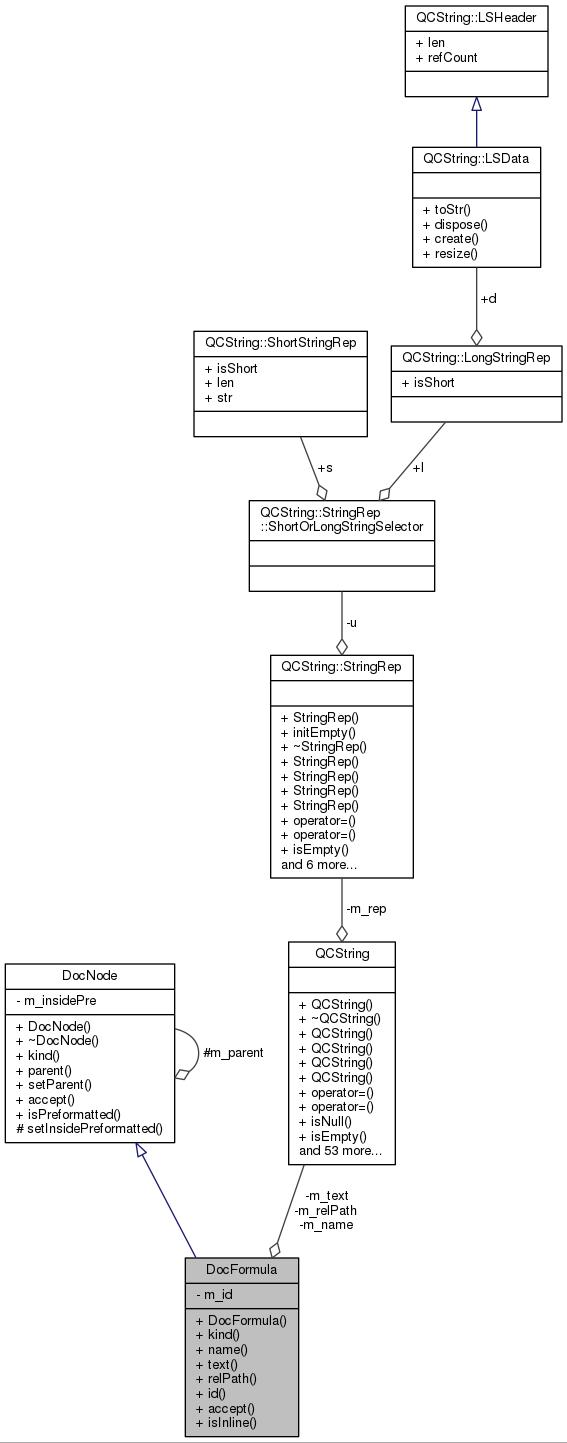 QCString::LSHeader
+ len
+ refCount
QCString::LSData
+ toStr()
+ dispose()
+ create()
+ resize()
+d
QCString::ShortStringRep
+ isShort
+ len
+ str
QCString::LongStringRep
+ isShort
+s
+l
QCString::StringRep
::ShortOrLongStringSelector
-u
QCString::StringRep
+ StringRep()
+ initEmpty()
+ ~StringRep()
+ StringRep()
+ StringRep()
+ StringRep()
+ StringRep()
+ operator=()
+ operator=()
+ isEmpty()
and 6 more...
-m_rep
QCString
+ QCString()
+ ~QCString()
+ QCString()
+ QCString()
+ QCString()
+ QCString()
+ operator=()
+ operator=()
+ isNull()
+ isEmpty()
and 53 more...
DocNode
- m_insidePre
+ DocNode()
+ ~DocNode()
+ kind()
+ parent()
+ setParent()
+ accept()
+ isPreformatted()
# setInsidePreformatted()
#m_parent
-m_text
-m_relPath
-m_name
DocFormula
- m_id
+ DocFormula()
+ kind()
+ name()
+ text()
+ relPath()
+ id()
+ accept()
+ isInline()